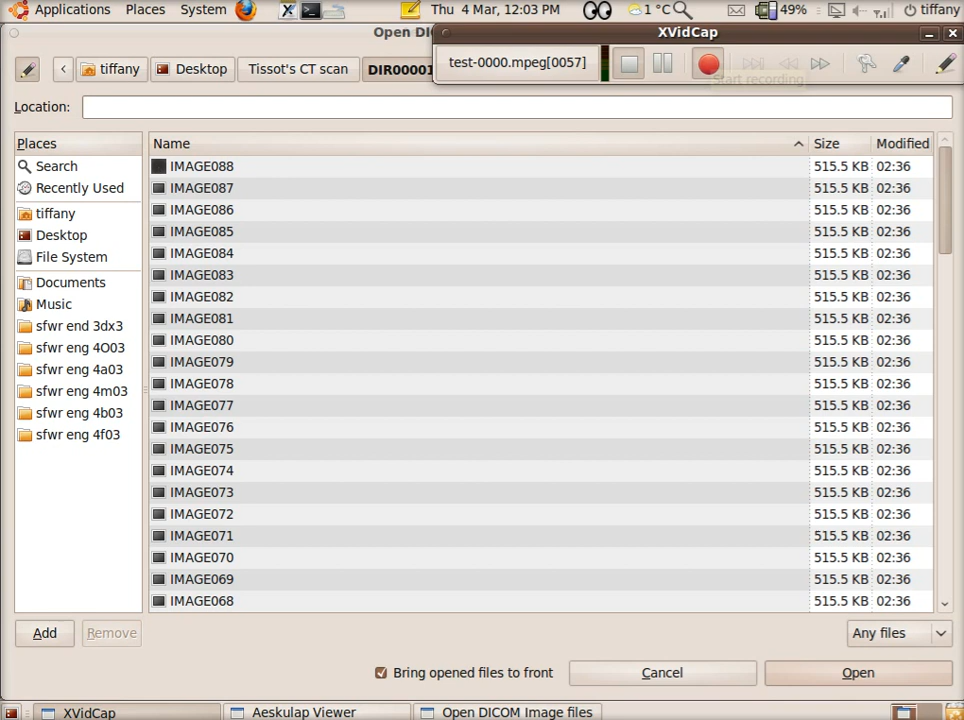 Applications Places System Thu 4 Mar, 12:03 PM 1 °C 49% tiffany
Open DIC
XVidCap
test-0000.mpeg[0057]
Start recording
tiffany Desktop Tissot's CT scan DIR00001
Location:
Places
Search
Recently Used
tiffany
Desktop
File System
Documents
Music
sfwr end 3dx3
sfwr eng 4O03
sfwr eng 4a03
sfwr eng 4m03
sfwr eng 4b03
sfwr eng 4f03
Name Size Modified
IMAGE088 515.5 KB 02:36
IMAGE087 515.5 KB 02:36
IMAGE086 515.5 KB 02:36
IMAGE085 515.5 KB 02:36
IMAGE084 515.5 KB 02:36
IMAGE083 515.5 KB 02:36
IMAGE082 515.5 KB 02:36
IMAGE081 515.5 KB 02:36
IMAGE080 515.5 KB 02:36
IMAGE079 515.5 KB 02:36
IMAGE078 515.5 KB 02:36
IMAGE077 515.5 KB 02:36
IMAGE076 515.5 KB 02:36
IMAGE075 515.5 KB 02:36
IMAGE074 515.5 KB 02:36
IMAGE073 515.5 KB 02:36
IMAGE072 515.5 KB 02:36
IMAGE071 515.5 KB 02:36
IMAGE070 515.5 KB 02:36
IMAGE069 515.5 KB 02:36
IMAGE068 515.5 KB 02:36
Add Remove Any files
Bring opened files to front Cancel Open
XVidCap Aeskulap Viewer Open DICOM Image files